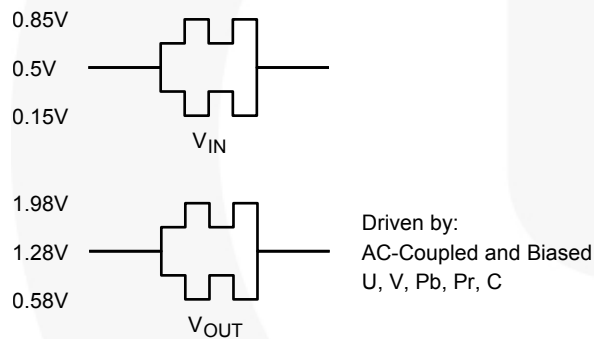 0.85V
0.5V
0.15V
VIN
1.98V
1.28V
0.58V
VOUT
Driven by:
AC-Coupled and Biased
U, V, Pb, Pr, C